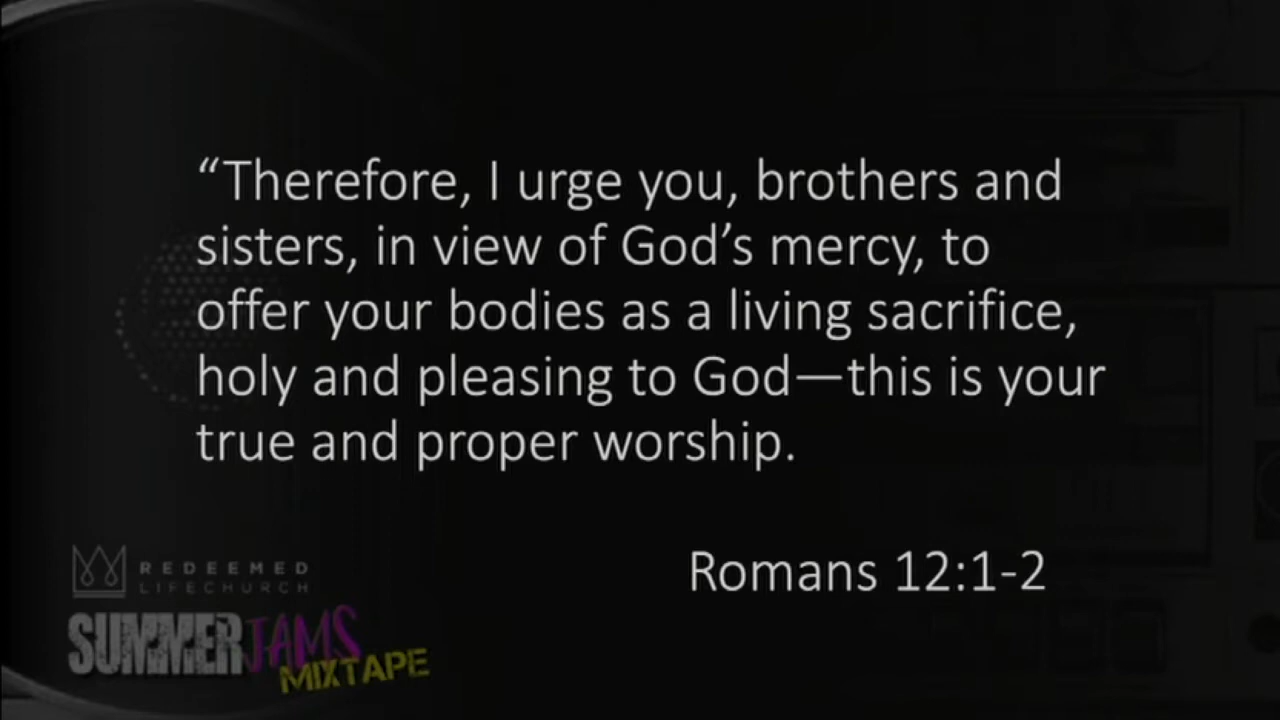 “Therefore, I urge you, brothers and
sisters, in view of God’s mercy, to
offer your bodies as a living sacrifice,
holy and pleasing to God—this is your
true and proper worship.
Romans 12:1-2
REDEEMED
LIFECHURCH
SUMMER JAMS
MIXTAPE